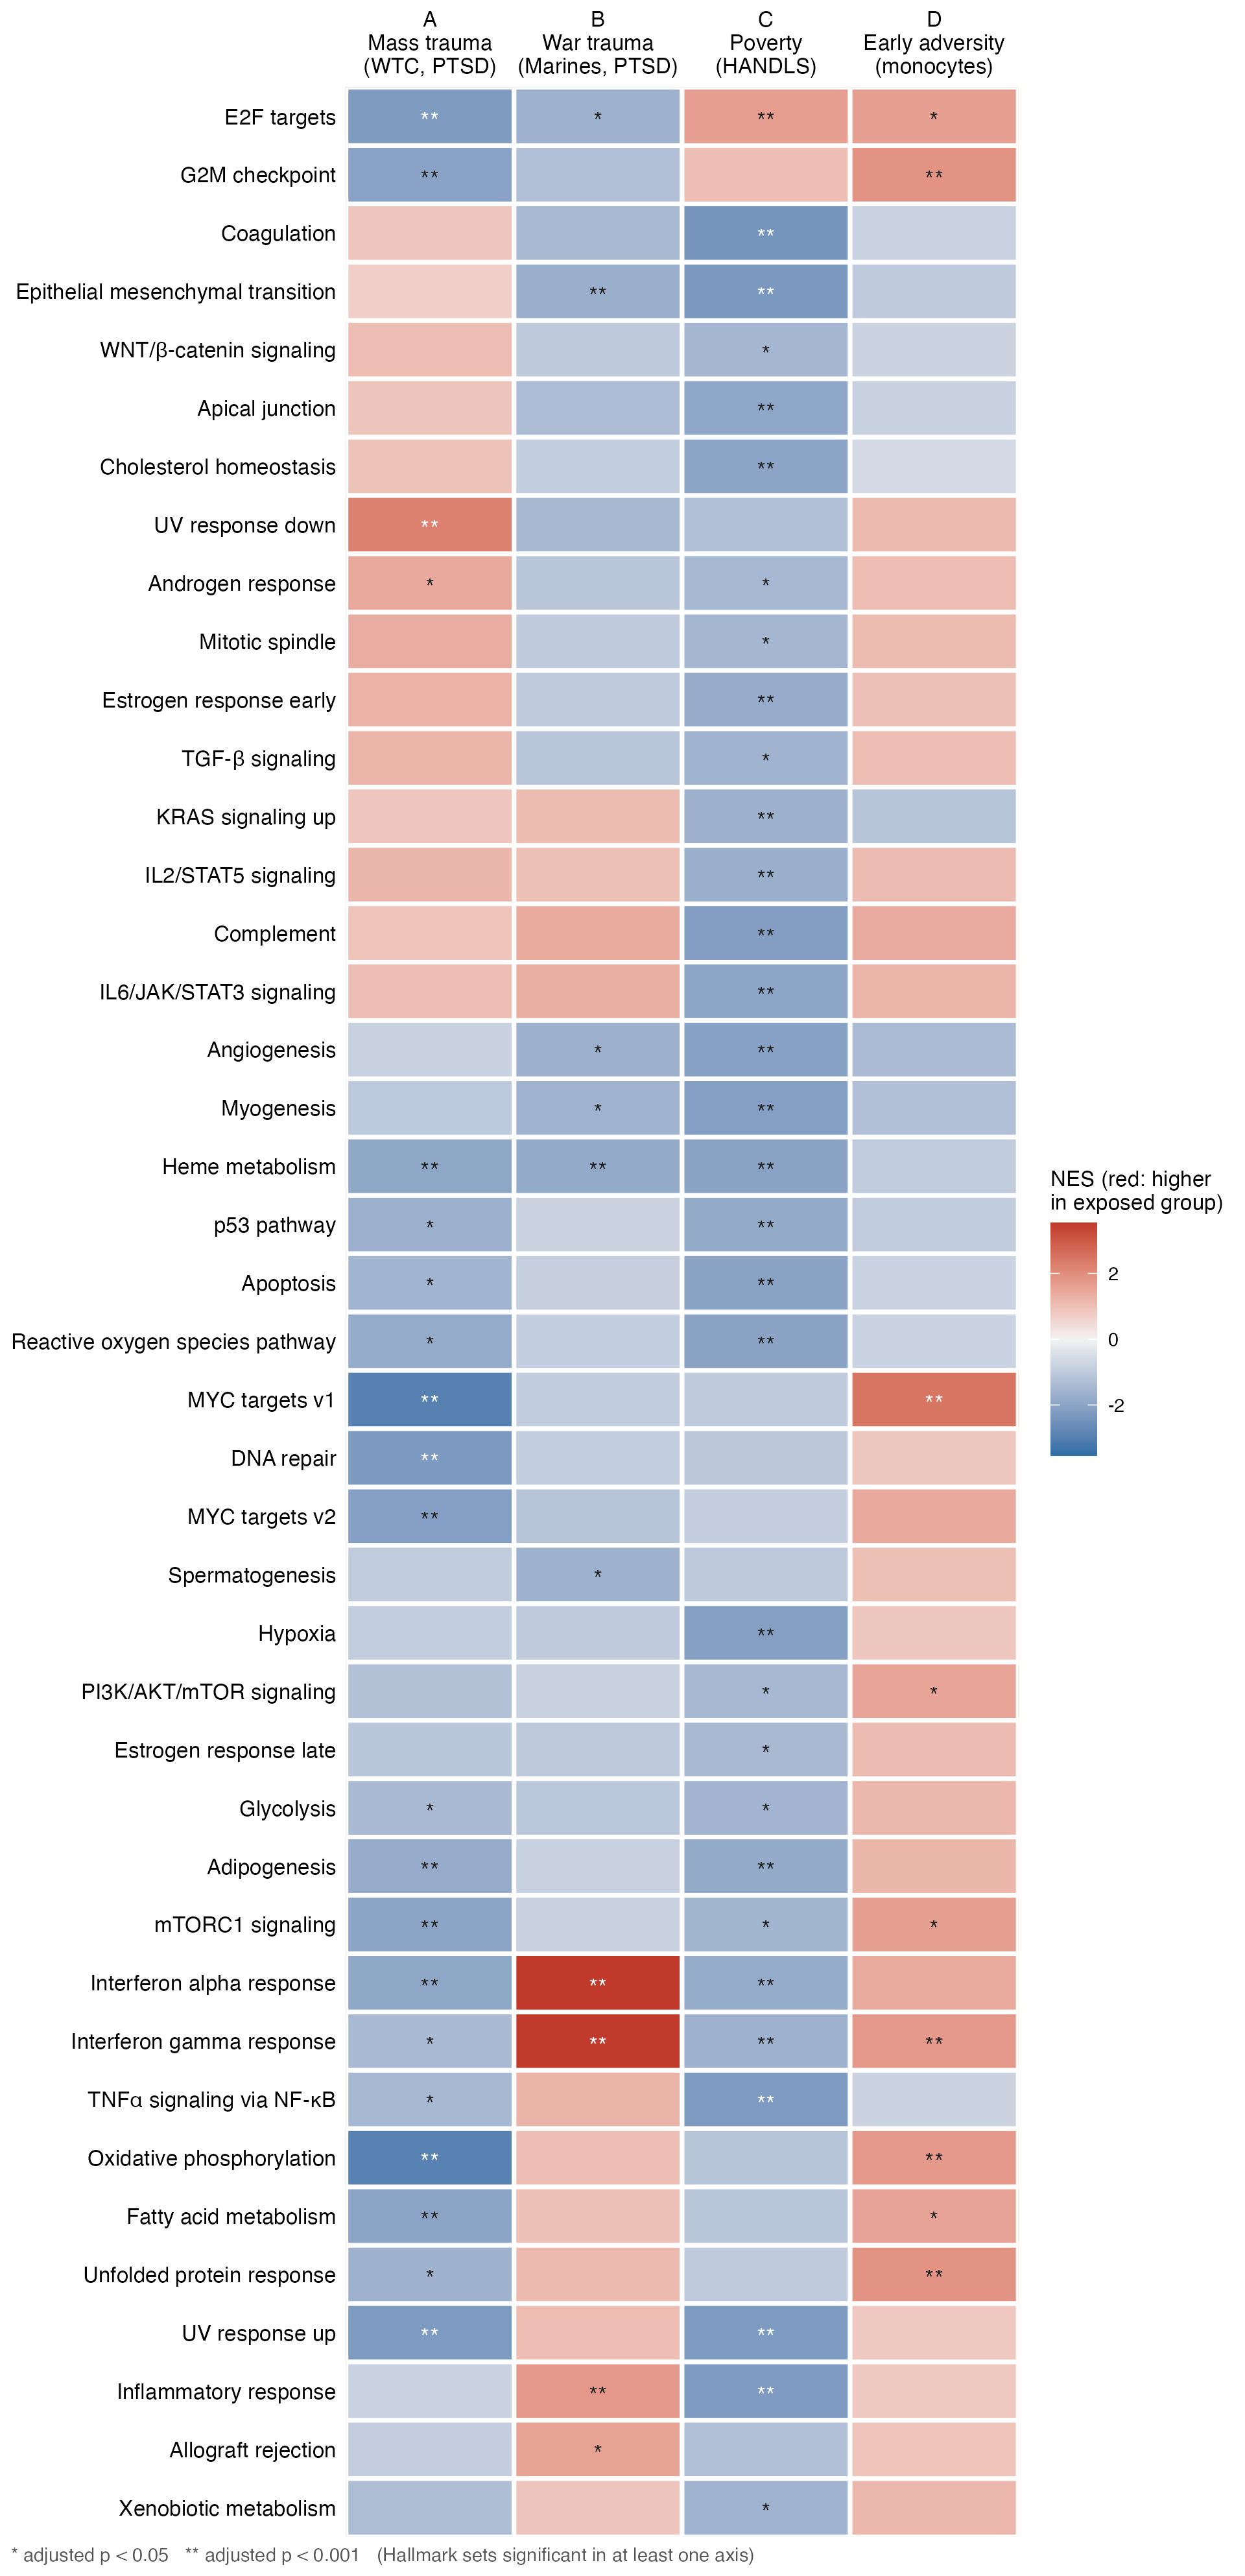 A
Mass trauma
(WTC, PTSD)
B
War trauma
(Marines, PTSD)
C
Poverty
(HANDLS)
D
Early adversity
(monocytes)
E2F targets ** * ** *
G2M checkpoint ** **
Coagulation **
Epithelial mesenchymal transition ** **
WNT/β-catenin signaling *
Apical junction **
Cholesterol homeostasis **
UV response down **
Androgen response * *
Mitotic spindle *
Estrogen response early **
TGF-β signaling *
KRAS signaling up **
IL2/STAT5 signaling **
Complement **
IL6/JAK/STAT3 signaling **
Angiogenesis * **
Myogenesis * **
Heme metabolism ** ** **
p53 pathway * **
Apoptosis * **
Reactive oxygen species pathway * **
MYC targets v1 ** **
DNA repair **
MYC targets v2 **
Spermatogenesis *
Hypoxia **
PI3K/AKT/mTOR signaling * *
Estrogen response late *
Glycolysis * *
Adipogenesis ** **
mTORC1 signaling ** * *
Interferon alpha response ** ** **
Interferon gamma response * ** ** **
TNFα signaling via NF-κB * **
Oxidative phosphorylation ** **
Fatty acid metabolism ** *
Unfolded protein response * **
UV response up ** **
Inflammatory response ** **
Allograft rejection *
Xenobiotic metabolism *
NES (red: higher
in exposed group)
2
0
-2
* adjusted p < 0.05 ** adjusted p < 0.001 (Hallmark sets significant in at least one axis)